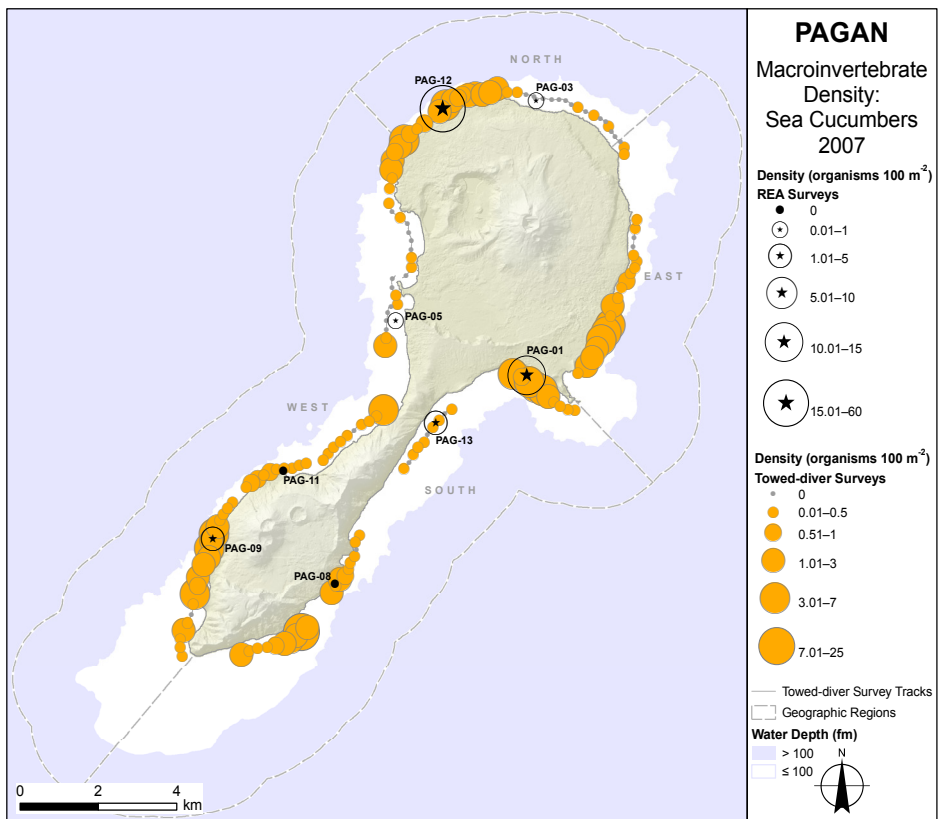 PAGAN
Macroinvertebrate
Density:
Sea Cucumbers
2007
Density (organisms 100 m⁻²)
REA Surveys
0
0.01–1
1.01–5
5.01–10
10.01–15
15.01–60
Density (organisms 100 m⁻²)
Towed-diver Surveys
0
0.01–0.5
0.51–1
1.01–3
3.01–7
7.01–25
Towed-diver Survey Tracks
Geographic Regions
Water Depth (fm)
> 100
≤ 100
N
NORTH
PAG-12
PAG-03
EAST
PAG-05
PAG-01
WEST
PAG-13
PAG-11
SOUTH
PAG-09
PAG-08
0 2 4
km